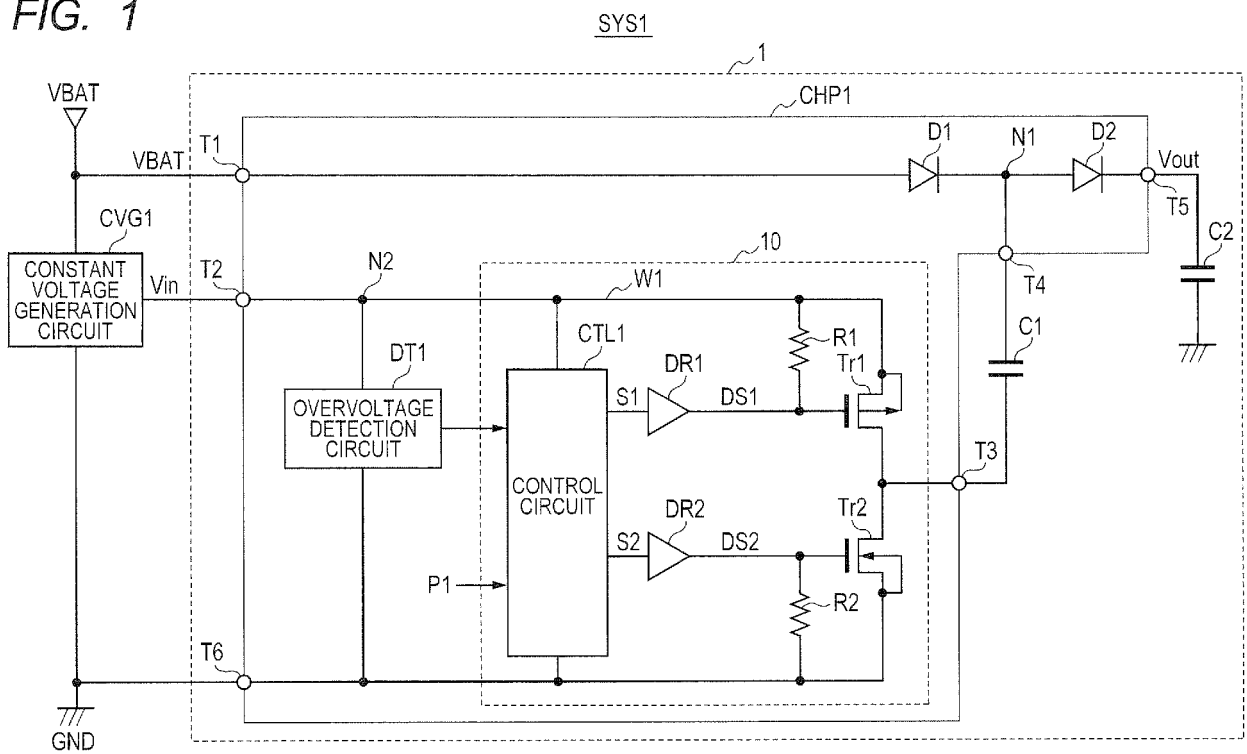 FIG. 1
SYS1
1
VBAT
CHP1
T1
D1
N1
D2
VBAT
Vout
T5
CVG1
C2
CONSTANT
VOLTAGE
GENERATION
CIRCUIT
Vin
T2
N2
10
W1
T4
CTL1
R1
C1
DT1
DR1
Tr1
S1
DS1
OVERVOLTAGE
DETECTION
CIRCUIT
T3
CONTROL
CIRCUIT
DR2
Tr2
S2
DS2
P1
R2
T6
GND